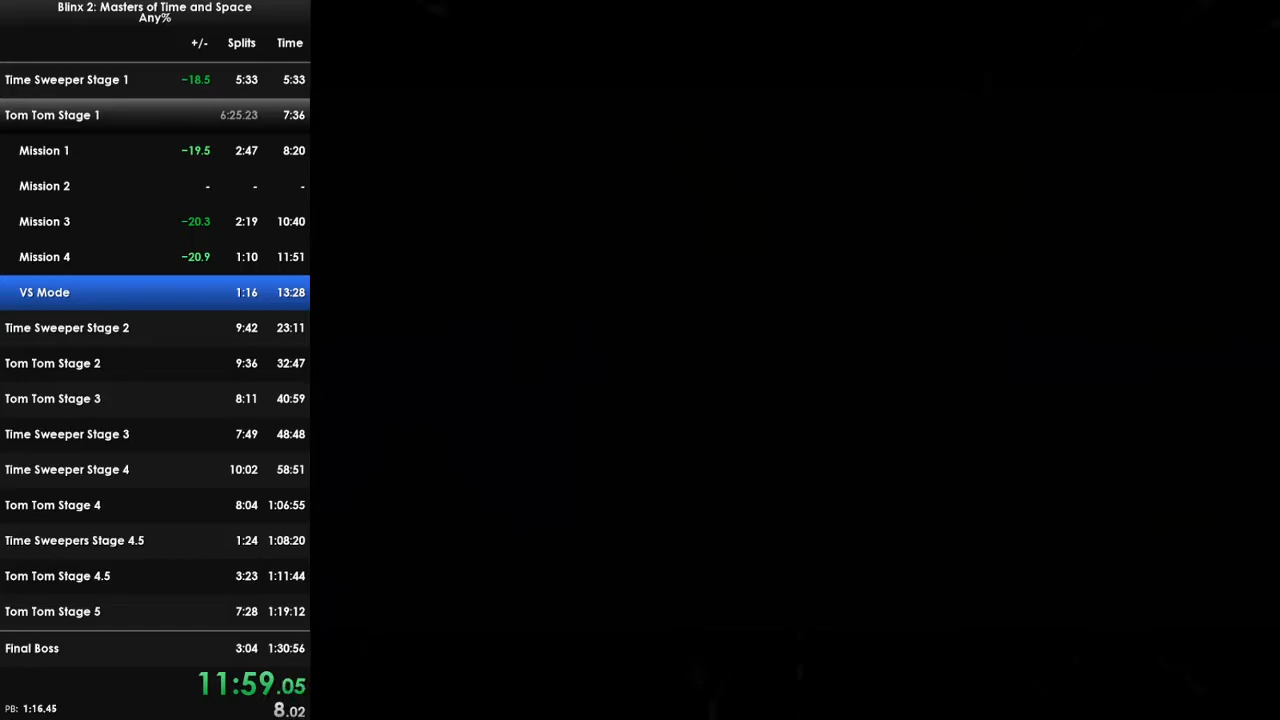 Blinx 2: Masters of Time and Space
Any%
+/- Splits Time
Time Sweeper Stage 1 −18.5 5:33 5:33
Tom Tom Stage 1 6:25.23 7:36
Mission 1 −19.5 2:47 8:20
Mission 2 - - -
Mission 3 −20.3 2:19 10:40
Mission 4 −20.9 1:10 11:51
VS Mode 1:16 13:28
Time Sweeper Stage 2 9:42 23:11
Tom Tom Stage 2 9:36 32:47
Tom Tom Stage 3 8:11 40:59
Time Sweeper Stage 3 7:49 48:48
Time Sweeper Stage 4 10:02 58:51
Tom Tom Stage 4 8:04 1:06:55
Time Sweepers Stage 4.5 1:24 1:08:20
Tom Tom Stage 4.5 3:23 1:11:44
Tom Tom Stage 5 7:28 1:19:12
Final Boss 3:04 1:30:56
11:59.05
PB: 1:16.45 8.02